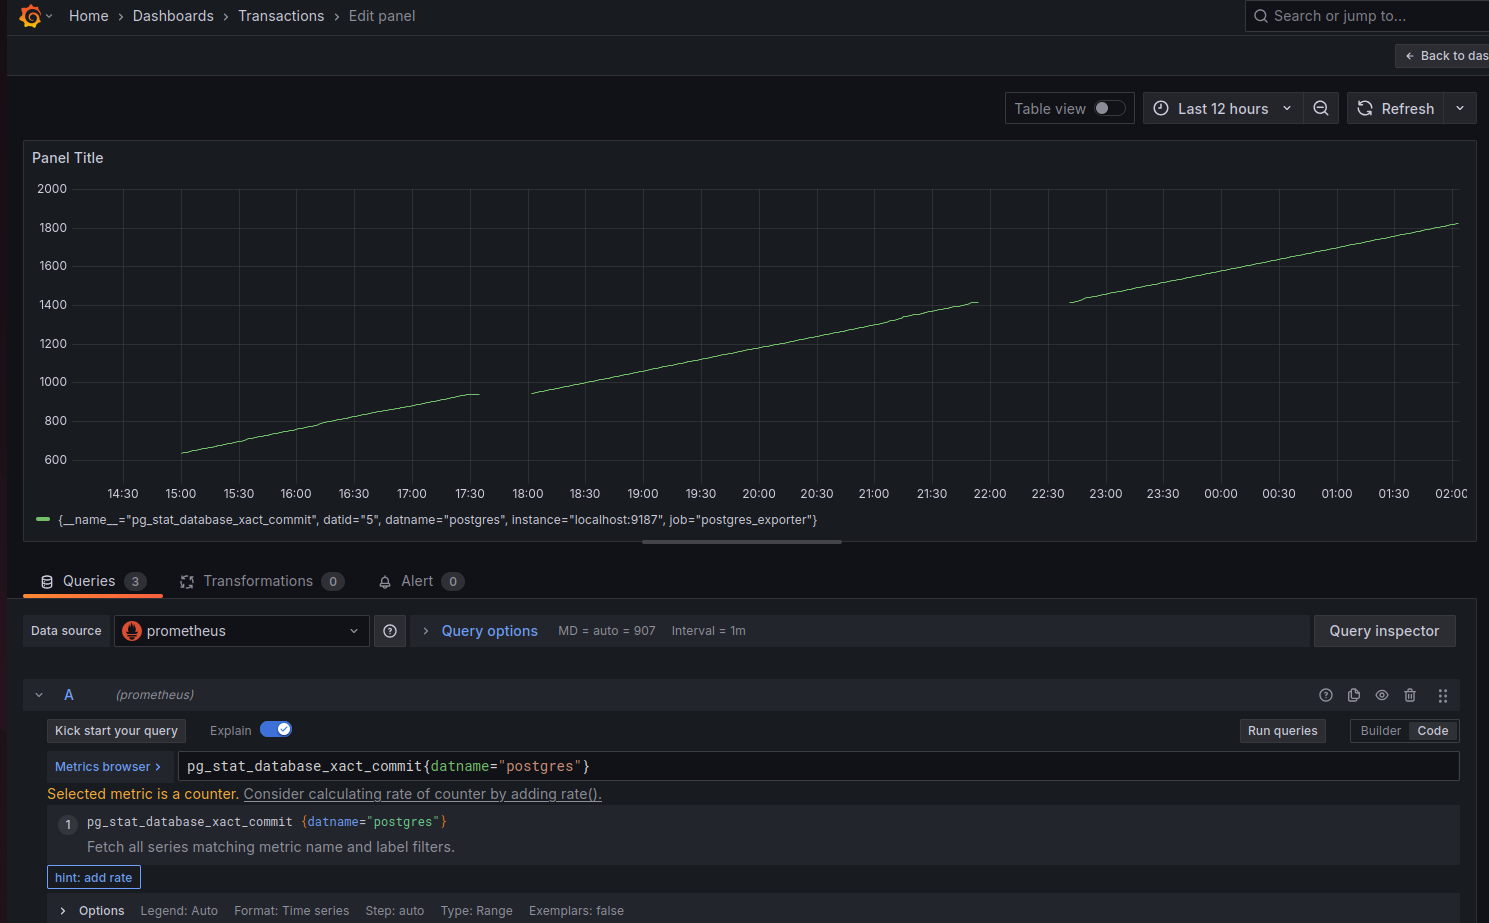 Home › Dashboards › Transactions › Edit panel
Search or jump to...
← Back to das
Table view
Last 12 hours
Refresh
Panel Title
2000
1800
1600
1400
1200
1000
800
600
14:30 15:00 15:30 16:00 16:30 17:00 17:30 18:00 18:30 19:00 19:30 20:00 20:30 21:00 21:30 22:00 22:30 23:00 23:30 00:00 00:30 01:00 01:30 02:00
{__name__="pg_stat_database_xact_commit", datid="5", datname="postgres", instance="localhost:9187", job="postgres_exporter"}
Queries 3 Transformations 0 Alert 0
Data source prometheus Query options MD = auto = 907 Interval = 1m Query inspector
A (prometheus)
Kick start your query Explain Run queries Builder Code
Metrics browser › pg_stat_database_xact_commit{datname="postgres"}
Selected metric is a counter. Consider calculating rate of counter by adding rate().
1 pg_stat_database_xact_commit {datname="postgres"}
Fetch all series matching metric name and label filters.
hint: add rate
Options Legend: Auto Format: Time series Step: auto Type: Range Exemplars: false